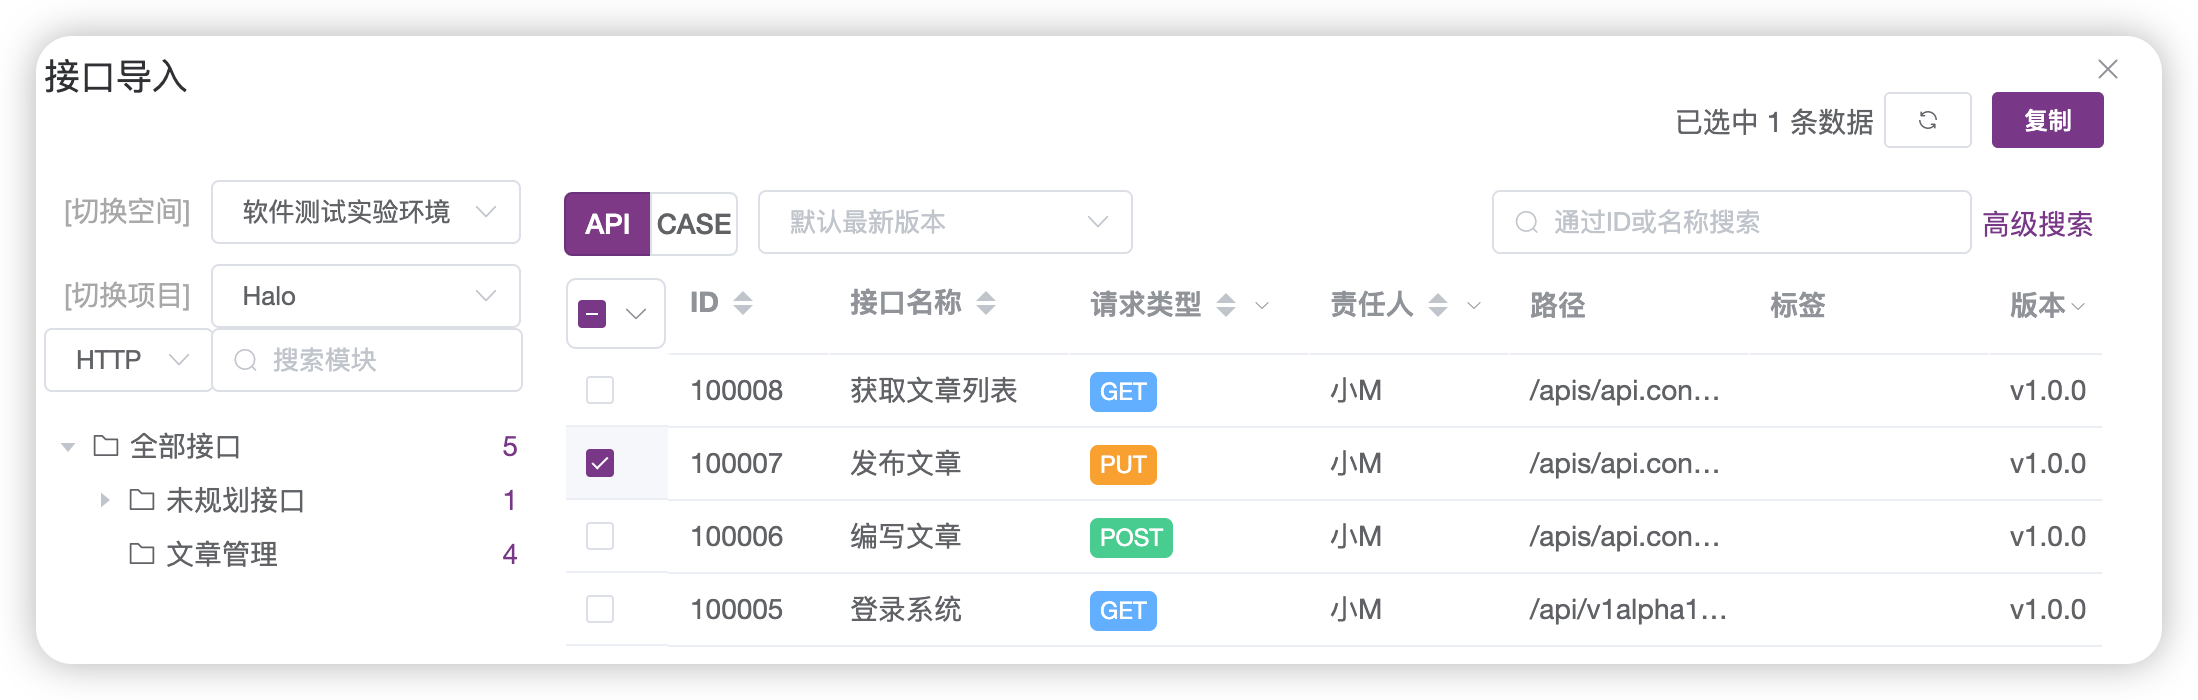 接口导入
已选中 1 条数据 复制
[切换空间] 软件测试实验环境
[切换项目] Halo
HTTP 搜索模块
全部接口 5
未规划接口 1
文章管理 4
API CASE 默认最新版本 通过ID或名称搜索 高级搜索
ID 接口名称 请求类型 责任人 路径 标签 版本
100008 获取文章列表 GET 小M /apis/api.con... v1.0.0
100007 发布文章 PUT 小M /apis/api.con... v1.0.0
100006 编写文章 POST 小M /apis/api.con... v1.0.0
100005 登录系统 GET 小M /api/v1alpha1... v1.0.0